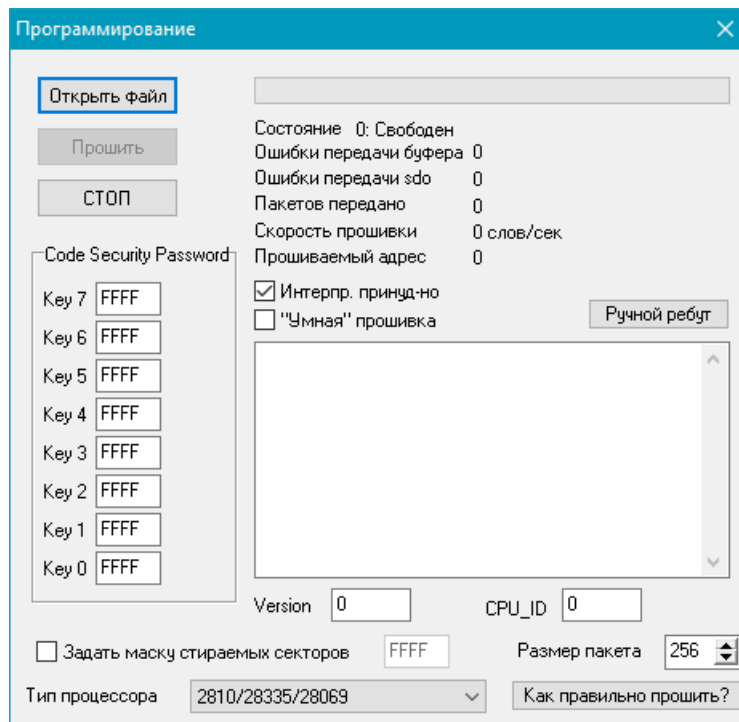 Программирование
Открыть файл
Прошить
СТОП
Состояние 0: Свободен
Ошибки передачи буфера 0
Ошибки передачи sdo 0
Пакетов передано 0
Скорость прошивки 0 слов/сек
Прошиваемый адрес 0
Code Security Password
Key 7 FFFF
Key 6 FFFF
Key 5 FFFF
Key 4 FFFF
Key 3 FFFF
Key 2 FFFF
Key 1 FFFF
Key 0 FFFF
Интерпр. принуд-но
"Умная" прошивка
Ручной ребут
Version 0 CPU_ID 0
Задать маску стираемых секторов FFFF Размер пакета 256
Тип процессора 2810/28335/28069 Как правильно прошить?